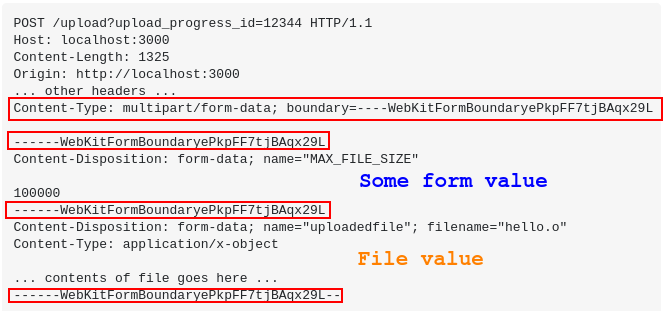 POST /upload?upload_progress_id=12344 HTTP/1.1
Host: localhost:3000
Content-Length: 1325
Origin: http://localhost:3000
... other headers ...
Content-Type: multipart/form-data; boundary=----WebKitFormBoundaryePkpFF7tjBAqx29L
------WebKitFormBoundaryePkpFF7tjBAqx29L
Content-Disposition: form-data; name="MAX_FILE_SIZE"
Some form value
100000
------WebKitFormBoundaryePkpFF7tjBAqx29L
Content-Disposition: form-data; name="uploadedfile"; filename="hello.o"
Content-Type: application/x-object
File value
... contents of file goes here ...
------WebKitFormBoundaryePkpFF7tjBAqx29L--